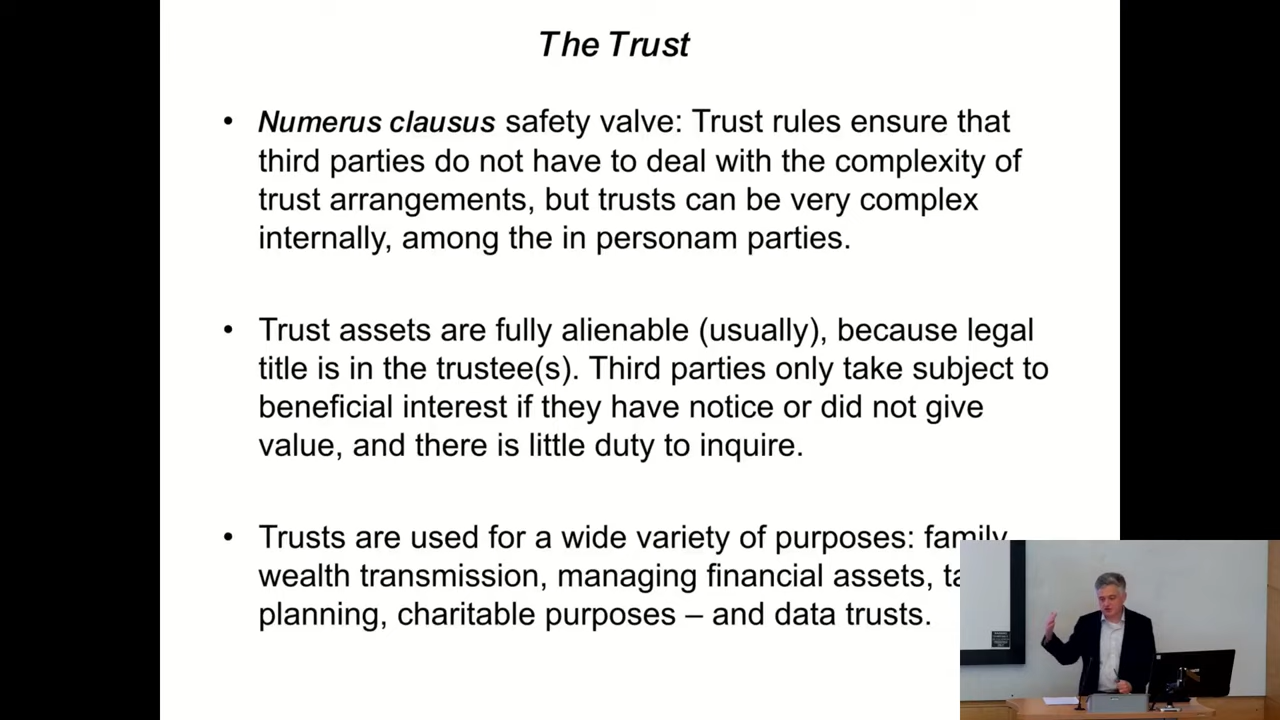 The Trust
• Numerus clausus safety valve: Trust rules ensure that
third parties do not have to deal with the complexity of
trust arrangements, but trusts can be very complex
internally, among the in personam parties.
• Trust assets are fully alienable (usually), because legal
title is in the trustee(s). Third parties only take subject to
beneficial interest if they have notice or did not give
value, and there is little duty to inquire.
• Trusts are used for a wide variety of purposes: family
wealth transmission, managing financial assets,
planning, charitable purposes – and data trusts.